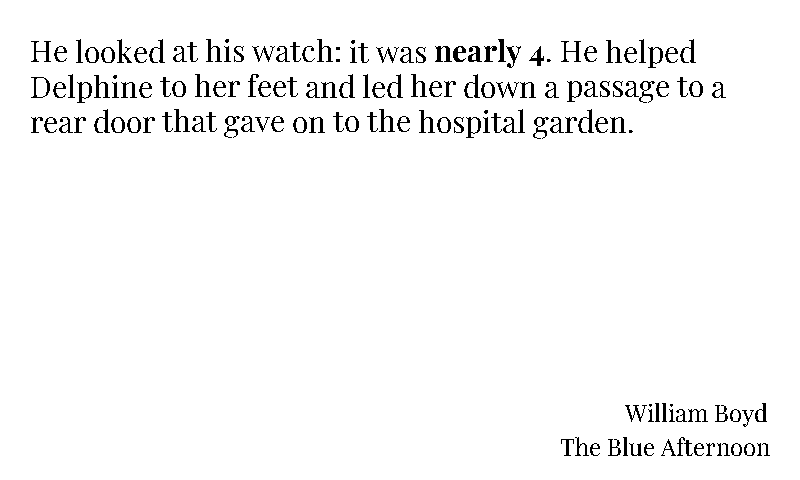 He looked at his watch: it was nearly 4. He helped
Delphine to her feet and led her down a passage to a
rear door that gave on to the hospital garden.
William Boyd
The Blue Afternoon